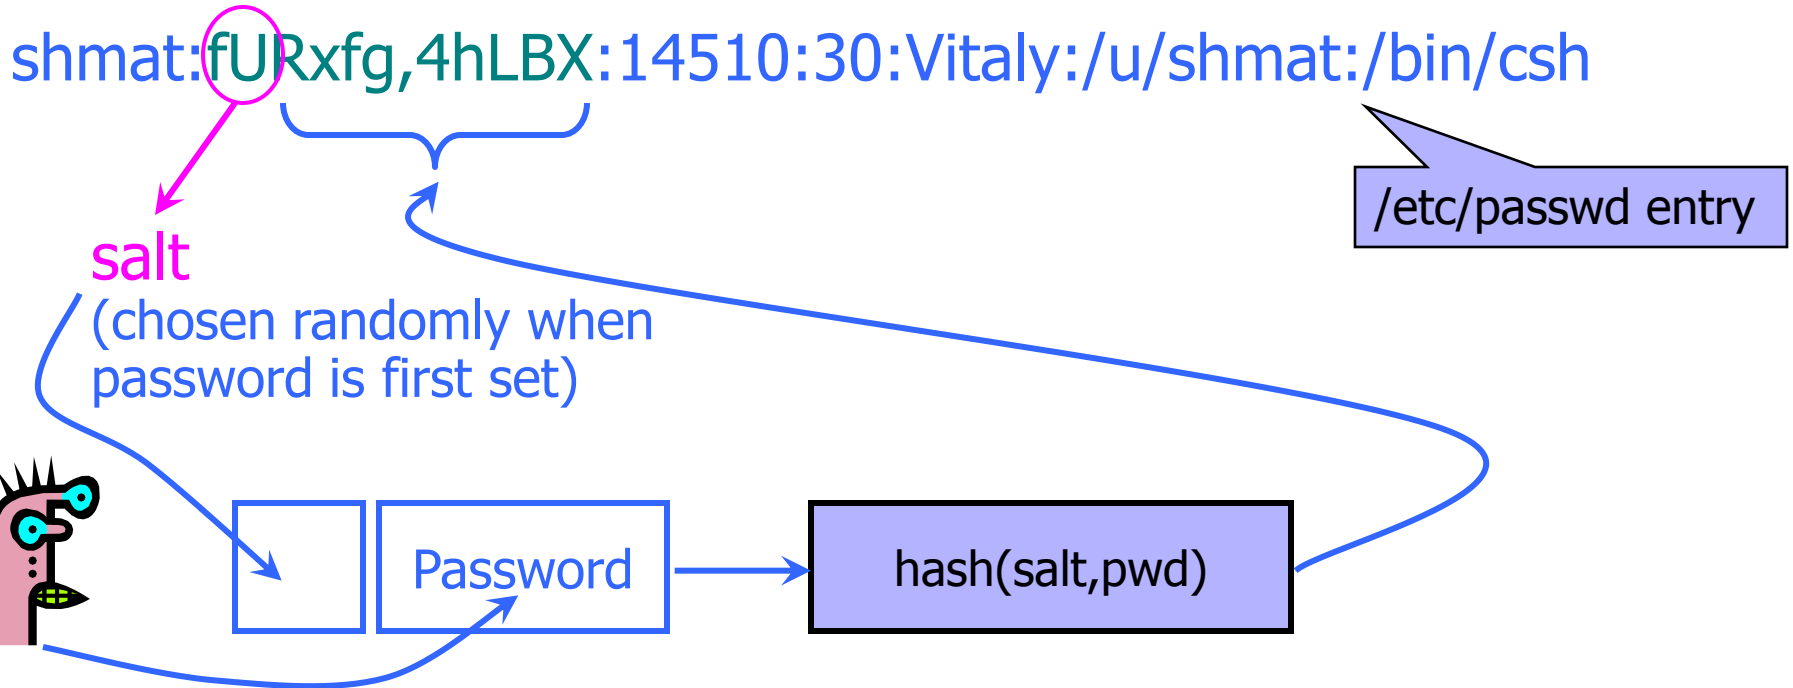 shmat:fURxfg,4hLBX:14510:30:Vitaly:/u/shmat:/bin/csh
/etc/passwd entry
salt
(chosen randomly when
password is first set)
Password
hash(salt,pwd)